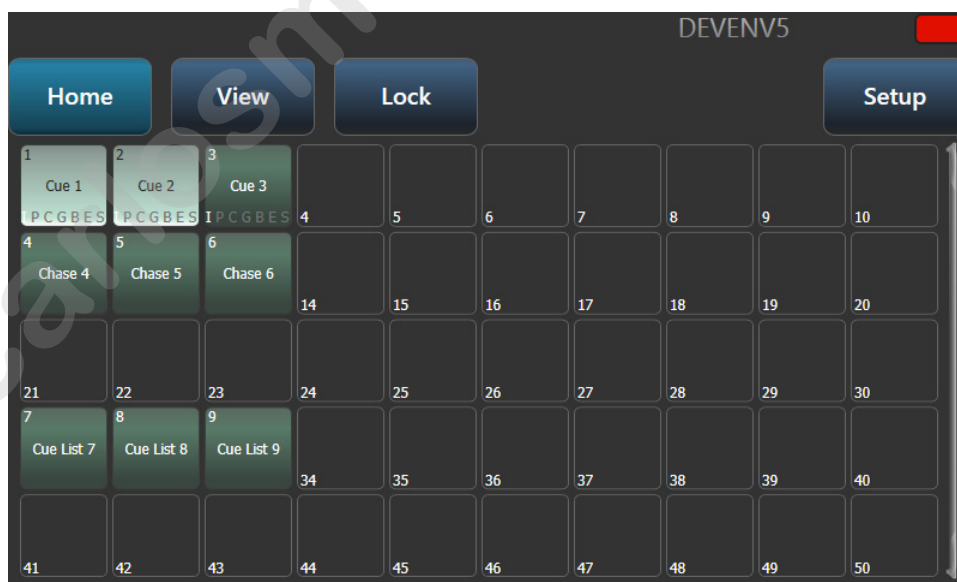 DEVENV5
Home View Lock Setup
1 2 3
Cue 1 Cue 2 Cue 3
IPCGBES IPCGBES IPCGBES 4 5 6 7 8 9 10
4 5 6
Chase 4 Chase 5 Chase 6
14 15 16 17 18 19 20
21 22 23 24 25 26 27 28 29 30
7 8 9
Cue List 7 Cue List 8 Cue List 9
34 35 36 37 38 39 40
41 42 43 44 45 46 47 48 49 50